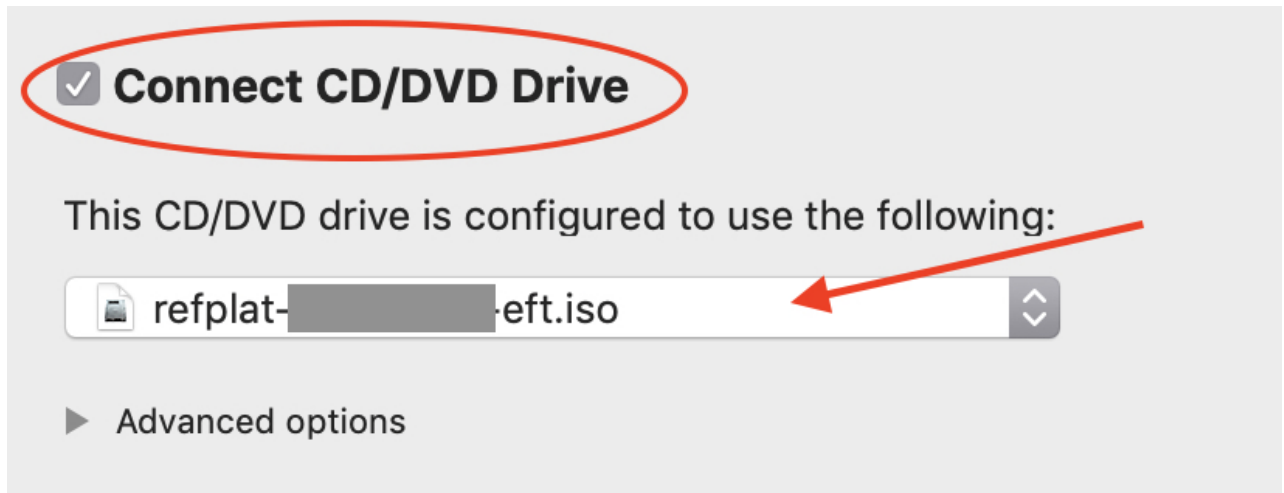 Connect CD/DVD Drive
This CD/DVD drive is configured to use the following:
refplat- -eft.iso
Advanced options